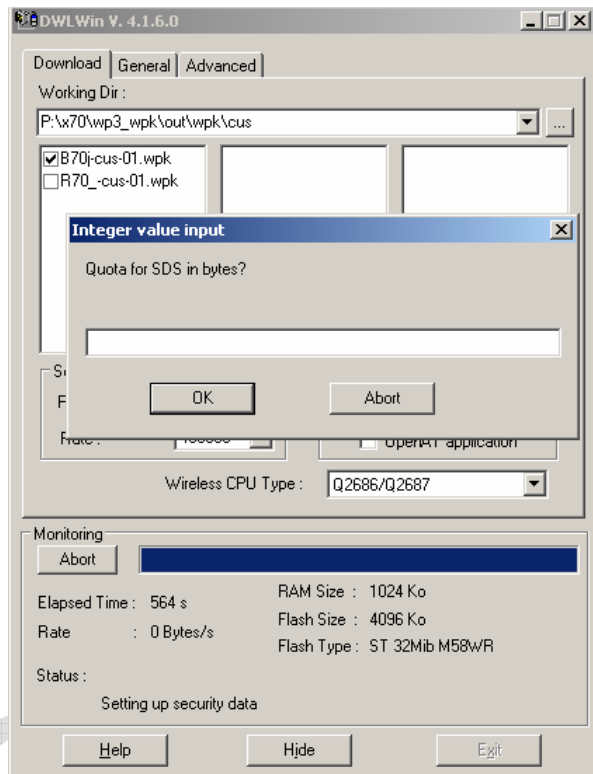 DWLWin V. 4.1.6.0
Download General Advanced
Working Dir :
P:\x70\wp3_wpk\out\wpk\cus
...
B70j-cus-01.wpk
R70_-cus-01.wpk
Integer value input
Quota for SDS in bytes?
OK Abort
OpenAT application
Wireless CPU Type : Q2686/Q2687
Monitoring
Abort
Elapsed Time : 564 s
Rate : 0 Bytes/s
RAM Size : 1024 Ko
Flash Size : 4096 Ko
Flash Type : ST 32Mib M58WR
Status :
Setting up security data
Help Hide Exit